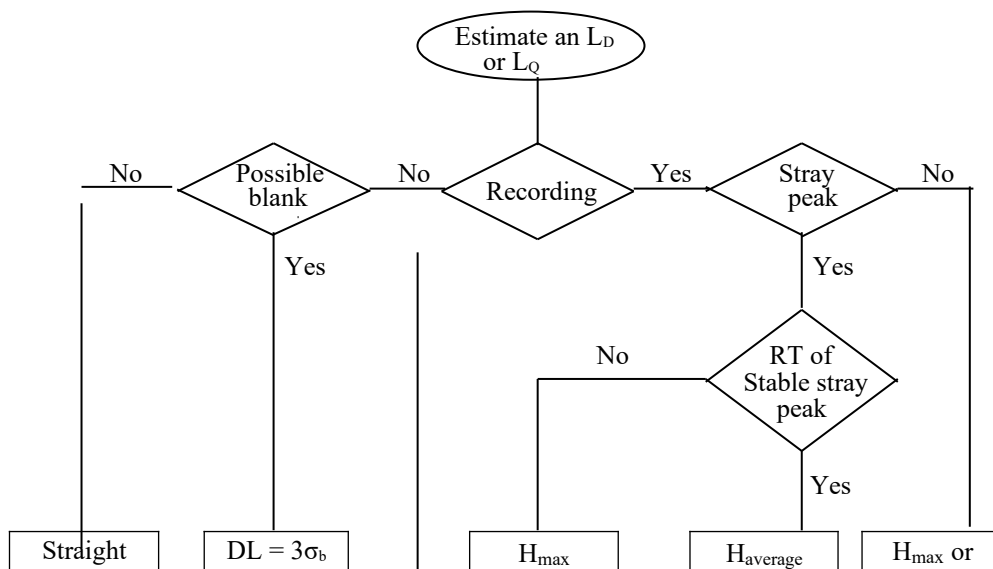 Estimate an L_D
or L_Q
No
Possible
blank
No
Recording
Yes
Stray
peak
No
Yes
Yes
No
RT of
Stable stray
peak
Yes
Straight
DL = 3σ_b
H_max
H_average
H_max or